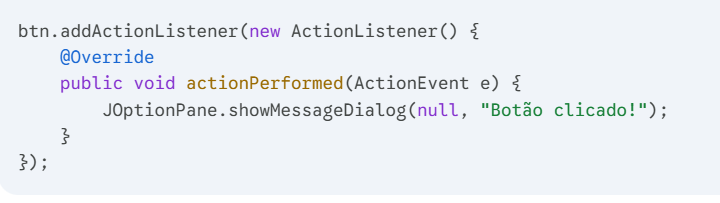 btn.addActionListener(new ActionListener() {
    @Override
    public void actionPerformed(ActionEvent e) {
        JOptionPane.showMessageDialog(null, "Botão clicado!");
    }
});